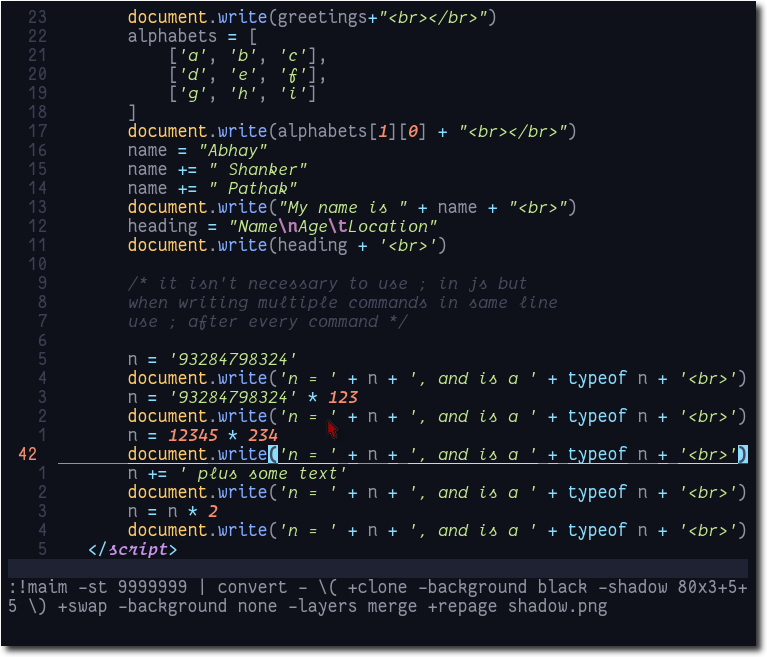 23 document.write(greetings+"<br></br>")
22 alphabets = [
21 ['a', 'b', 'c'],
20 ['d', 'e', 'f'],
19 ['g', 'h', 'i']
18 ]
17 document.write(alphabets[1][0] + "<br></br>")
16 name = "Abhay"
15 name += " Shanker"
14 name += " Pathak"
13 document.write("My name is " + name + "<br>")
12 heading = "Name\nAge\tLocation"
11 document.write(heading + '<br>')
10
9 /* it isn't necessary to use ; in js but
8 when writing multiple commands in same line
7 use ; after every command */
6
5 n = '93284798324'
4 document.write('n = ' + n + ', and is a ' + typeof n + '<br>')
3 n = '93284798324' * 123
2 document.write('n = ' + n + ', and is a ' + typeof n + '<br>')
1 n = 12345 * 234
42 document.write('n = ' + n + ', and is a ' + typeof n + '<br>')
1 n += ' plus some text'
2 document.write('n = ' + n + ', and is a ' + typeof n + '<br>')
3 n = n * 2
4 document.write('n = ' + n + ', and is a ' + typeof n + '<br>')
5 </script>
:!maim -st 9999999 | convert - \( +clone -background black -shadow 80x3+5+
5 \) +swap -background none -layers merge +repage shadow.png